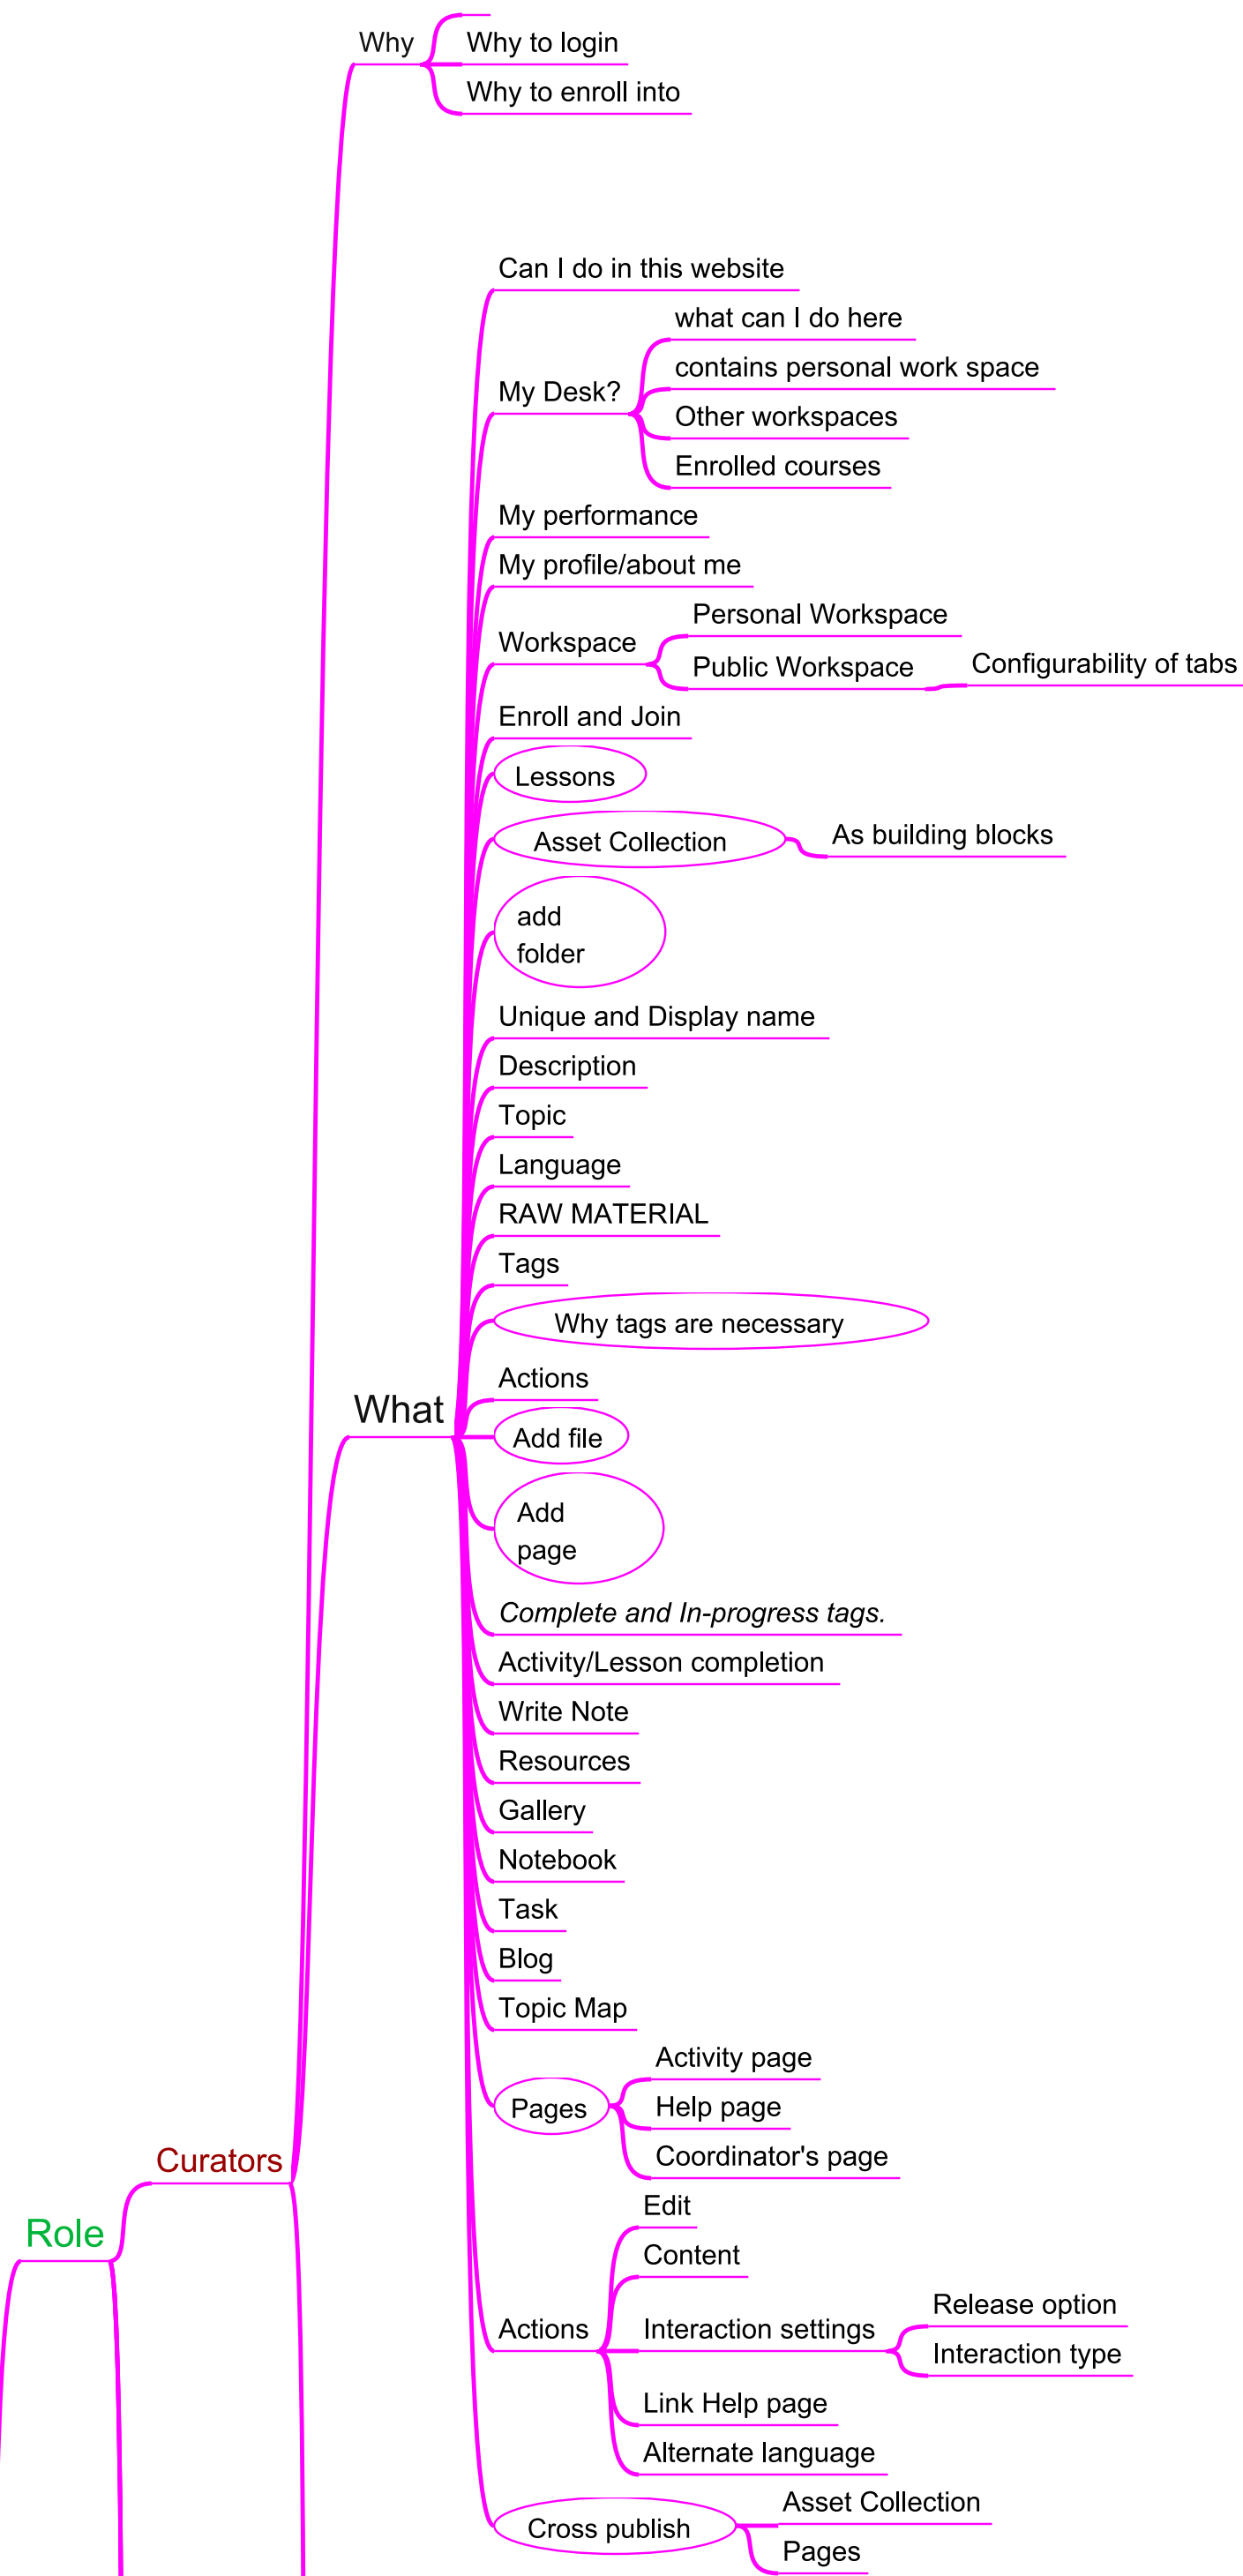 Why
Why to login
Why to enroll into
Can I do in this website
what can I do here
contains personal work space
My Desk?
Other workspaces
Enrolled courses
My performance
My profile/about me
Personal Workspace
Workspace
Public Workspace
Configurability of tabs
Enroll and Join
Lessons
Asset Collection
As building blocks
add
folder
Unique and Display name
Description
Topic
Language
RAW MATERIAL
Tags
Why tags are necessary
Actions
What
Add file
Add
page
Complete and In-progress tags.
Activity/Lesson completion
Write Note
Resources
Gallery
Notebook
Task
Blog
Topic Map
Activity page
Pages
Help page
Coordinator's page
Curators
Edit
Role
Content
Release option
Actions
Interaction settings
Interaction type
Link Help page
Alternate language
Asset Collection
Cross publish
Pages